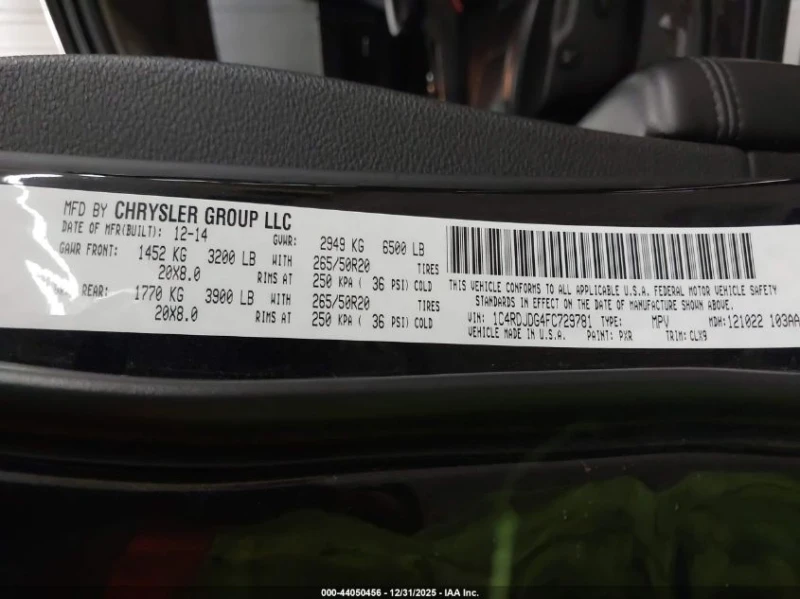 MFD BY CHRYSLER GROUP LLC
DATE OF MFR(BUILT): 12-14 GVWR: 2949 KG 6500 LB
GAWR FRONT: 1452 KG 3200 LB WITH 265/50R20 TIRES
20X8.0 RIMS AT 250 KPA ( 36 PSI) COLD
REAR: 1770 KG 3900 LB WITH 265/50R20 TIRES
20X8.0 RIMS AT 250 KPA ( 36 PSI) COLD
THIS VEHICLE CONFORMS TO ALL APPLICABLE U.S.A. FEDERAL MOTOR VEHICLE SAFETY
STANDARDS IN EFFECT ON THE DATE OF MANUFACTURE SHOWN ABOVE.
VIN: 1C4RDJDG4FC729781 TYPE: MPV MDH:121022 103AA
VEHICLE MADE IN U.S.A. PAINT: PXR TRIM: CLX9
000-44050456 - 12/31/2025 - IAA Inc.